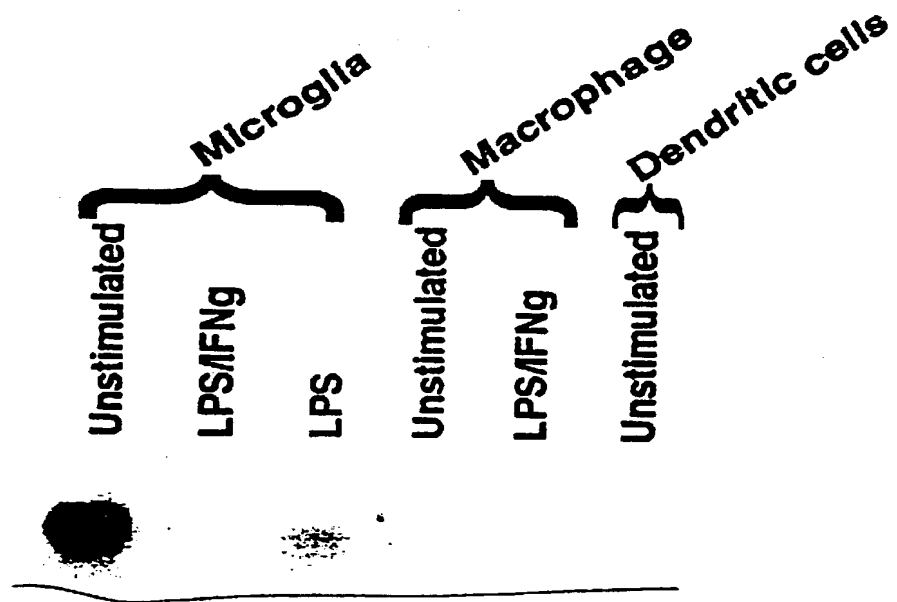 Microglia
Macrophage
Dendritic cells
Unstimulated
LPS/IFNg
LPS
Unstimulated
LPS/IFNg
Unstimulated